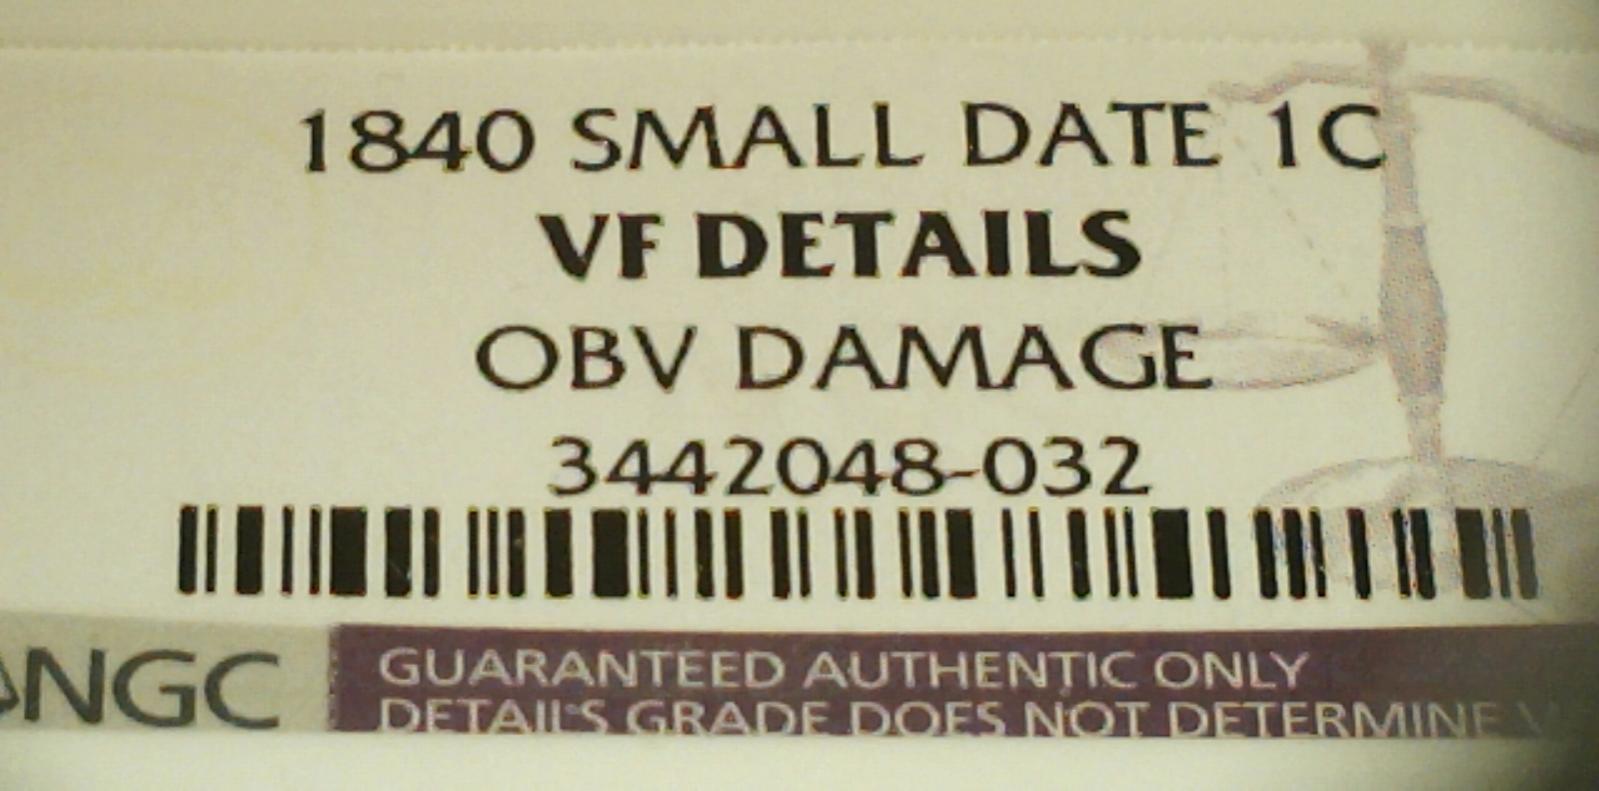 1840 SMALL DATE 1C
VF DETAILS
OBV DAMAGE
3442048-032
NGC
GUARANTEED AUTHENTIC ONLY
DETAILS GRADE DOES NOT DETERMINE